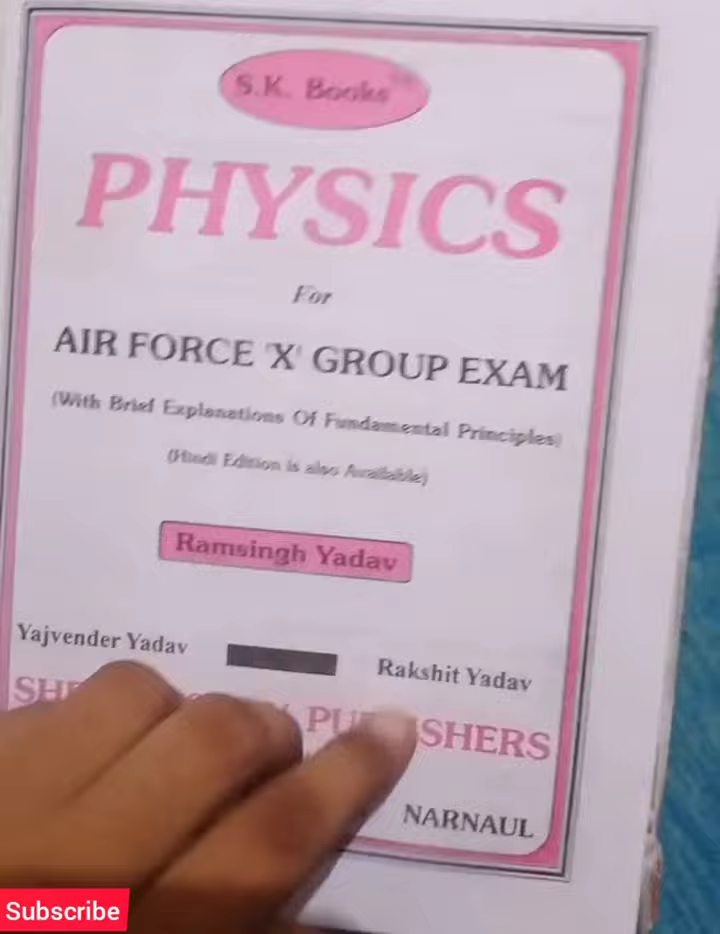 S.K. Books
PHYSICS
For
AIR FORCE 'X' GROUP EXAM
(With Brief Explanations Of Fundamental Principles)
(Hindi Edition is also Available)
Ramsingh Yadav
Yajvender Yadav Rakshit Yadav
NARNAUL
Subscribe